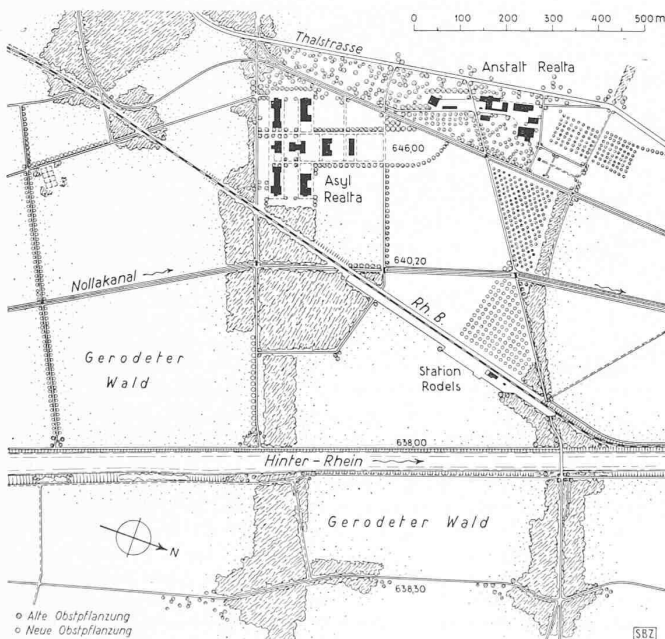 0 100 200 300 400 500 m
Thalstrasse
Anstalt Realta
646,00
Asyl
Realta
640,20
Nollakanal
Rh. B.
Gerodeter
Wald
Station
Rodels
638,00
Hinter-Rhein
Gerodeter Wald
N
638,30
Alte Obstpflanzung
Neue Obstpflanzung
SBZ